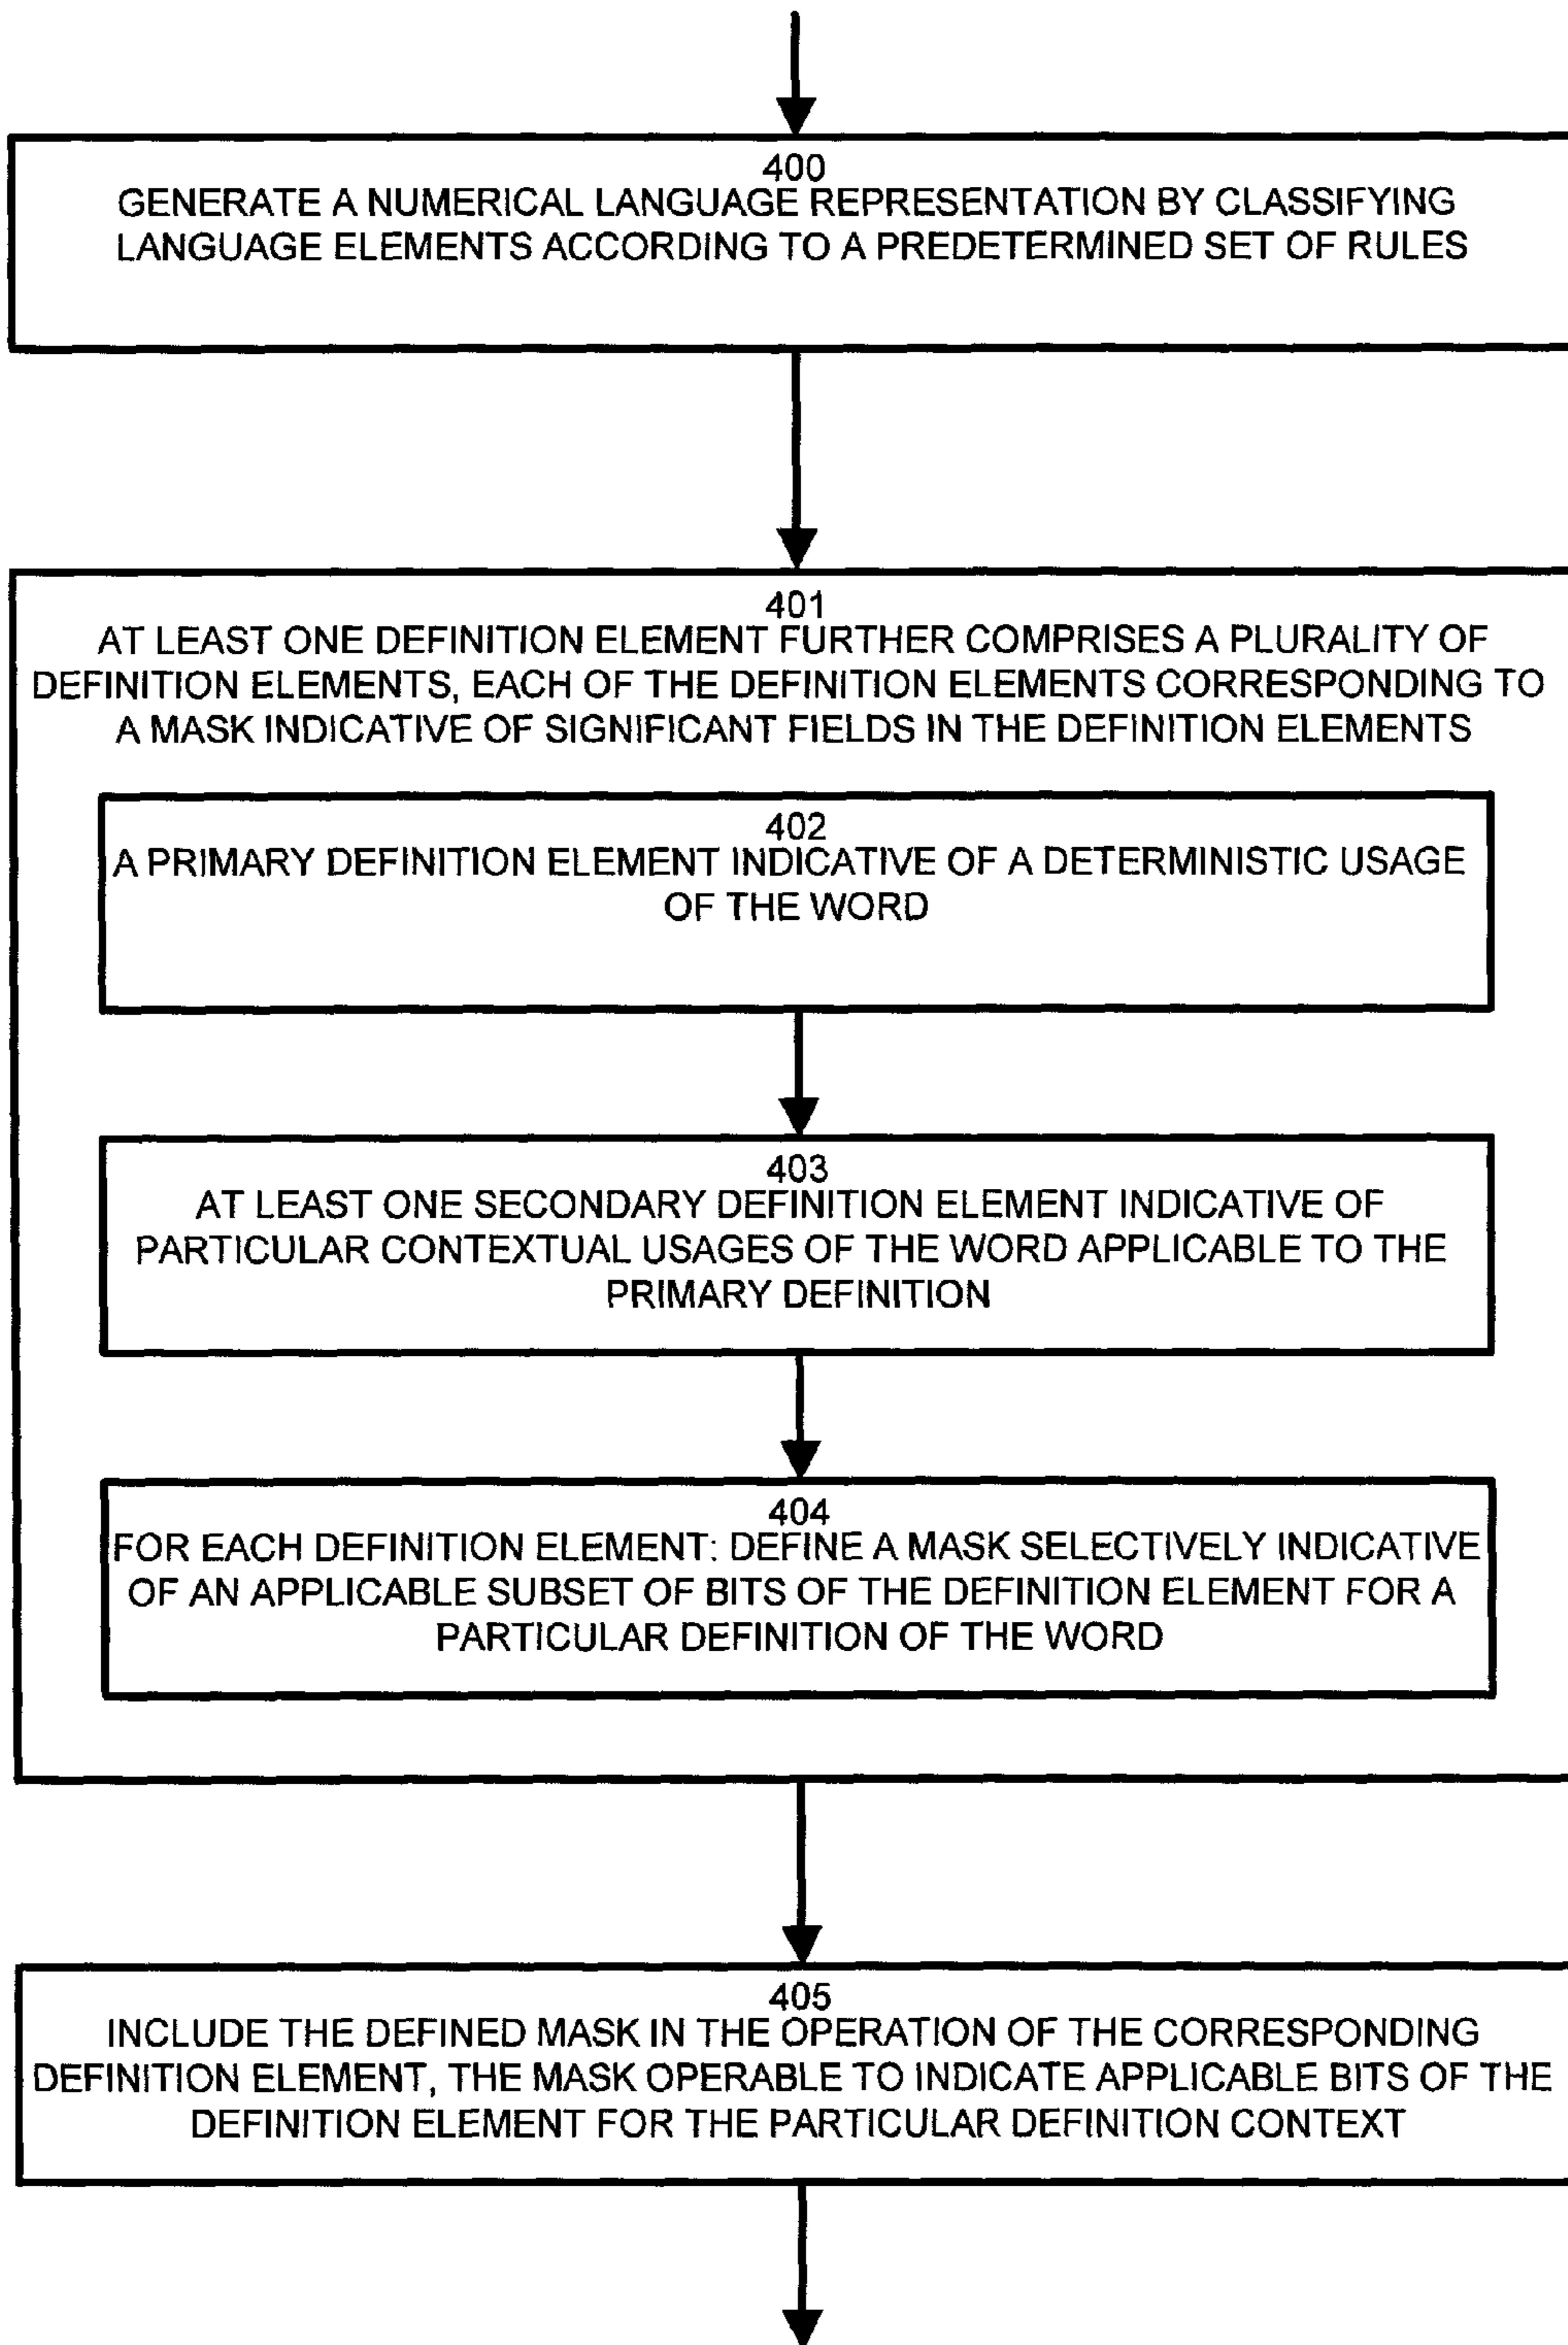 400
GENERATE A NUMERICAL LANGUAGE REPRESENTATION BY CLASSIFYING
LANGUAGE ELEMENTS ACCORDING TO A PREDETERMINED SET OF RULES
401
AT LEAST ONE DEFINITION ELEMENT FURTHER COMPRISES A PLURALITY OF
DEFINITION ELEMENTS, EACH OF THE DEFINITION ELEMENTS CORRESPONDING TO
A MASK INDICATIVE OF SIGNIFICANT FIELDS IN THE DEFINITION ELEMENTS
402
A PRIMARY DEFINITION ELEMENT INDICATIVE OF A DETERMINISTIC USAGE
OF THE WORD
403
AT LEAST ONE SECONDARY DEFINITION ELEMENT INDICATIVE OF
PARTICULAR CONTEXTUAL USAGES OF THE WORD APPLICABLE TO THE
PRIMARY DEFINITION
404
FOR EACH DEFINITION ELEMENT: DEFINE A MASK SELECTIVELY INDICATIVE
OF AN APPLICABLE SUBSET OF BITS OF THE DEFINITION ELEMENT FOR A
PARTICULAR DEFINITION OF THE WORD
405
INCLUDE THE DEFINED MASK IN THE OPERATION OF THE CORRESPONDING
DEFINITION ELEMENT, THE MASK OPERABLE TO INDICATE APPLICABLE BITS OF THE
DEFINITION ELEMENT FOR THE PARTICULAR DEFINITION CONTEXT